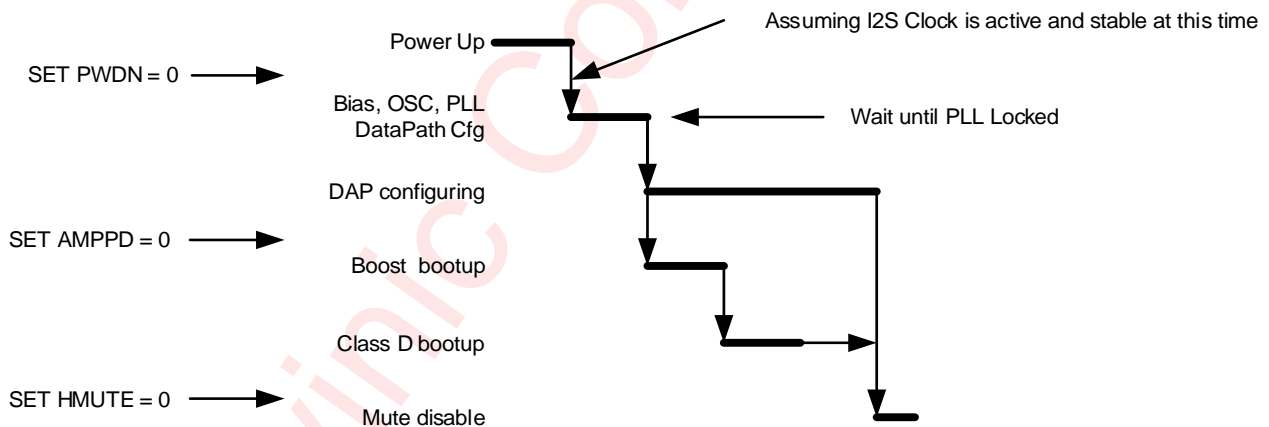 Assuming I2S Clock is active and stable at this time
Power Up
SET PWDN = 0
Bias, OSC, PLL
DataPath Cfg
Wait until PLL Locked
DAP configuring
SET AMPPD = 0
Boost bootup
Class D bootup
SET HMUTE = 0
Mute disable